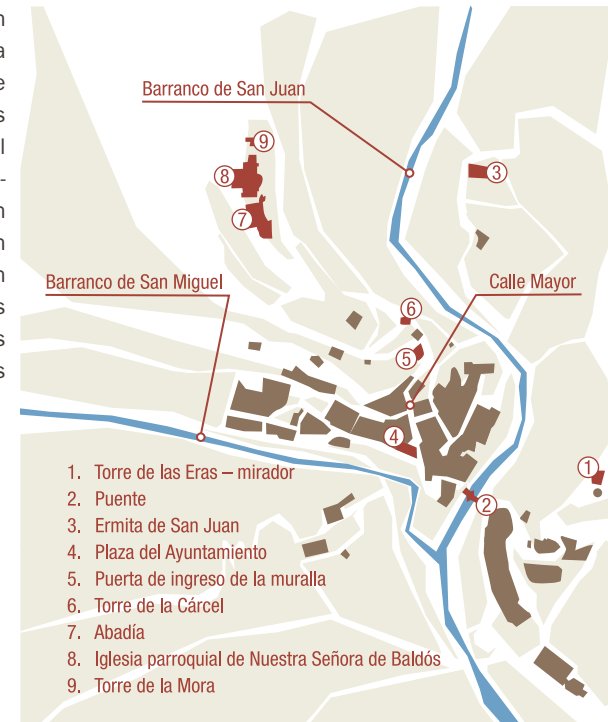 n
a
e
s
l
-
n
n
n
s
s
s
Barranco de San Juan
9
8
3
7
Barranco de San Miguel
Calle Mayor
6
5
4
1
2
1. Torre de las Eras – mirador
2. Puente
3. Ermita de San Juan
4. Plaza del Ayuntamiento
5. Puerta de ingreso de la muralla
6. Torre de la Cárcel
7. Abadía
8. Iglesia parroquial de Nuestra Señora de Baldós
9. Torre de la Mora